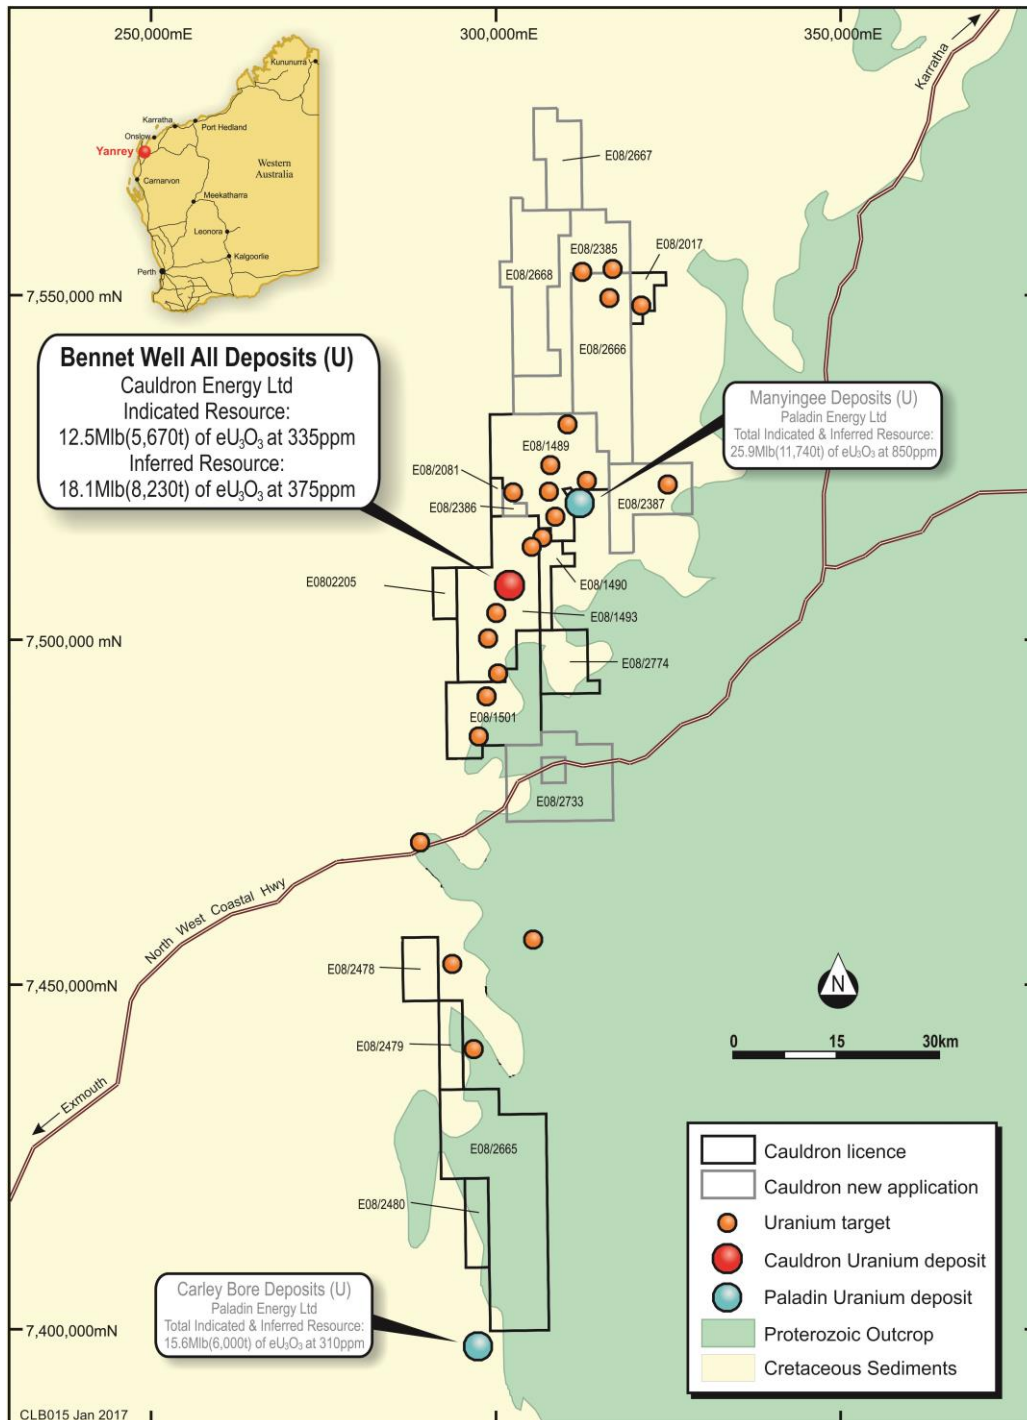 250,000mE
300,000mE
350,000mE
Karratha
Kununurra
Karratha
Port Hedland
Onslow
Yanrey
Western
Australia
Carnarvon
Meekatharra
Leonora
Kalgoorlie
Perth
E08/2667
E08/2385
E08/2017
E08/2668
7,550,000 mN
E08/2666
Bennet Well All Deposits (U)
Cauldron Energy Ltd
Indicated Resource:
12.5Mlb(5,670t) of eU₃O₃ at 335ppm
Inferred Resource:
18.1Mlb(8,230t) of eU₃O₃ at 375ppm
Manyingee Deposits (U)
Paladin Energy Ltd
Total Indicated & Inferred Resource:
25.9Mlb(11,740t) of eU₃O₃ at 850ppm
E08/1489
E08/2081
E08/2386
E08/2387
E0802205
E08/1490
E08/1493
7,500,000 mN
E08/2774
E08/1501
E08/2733
North West Coastal Hwy
E08/2478
7,450,000mN
N
E08/2479
0 15 30km
Exmouth
E08/2665
E08/2480
Cauldron licence
Cauldron new application
Uranium target
Cauldron Uranium deposit
Paladin Uranium deposit
Proterozoic Outcrop
Cretaceous Sediments
Carley Bore Deposits (U)
Paladin Energy Ltd
Total Indicated & Inferred Resource:
15.6Mlb(6,000t) of eU₃O₃ at 310ppm
7,400,000mN
CLB015 Jan 2017